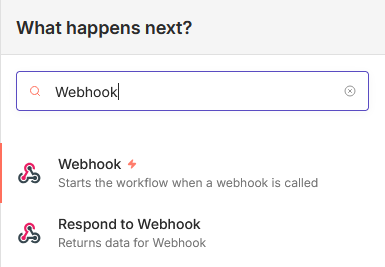 What happens next?
Webhook
Webhook
Starts the workflow when a webhook is called
Respond to Webhook
Returns data for Webhook